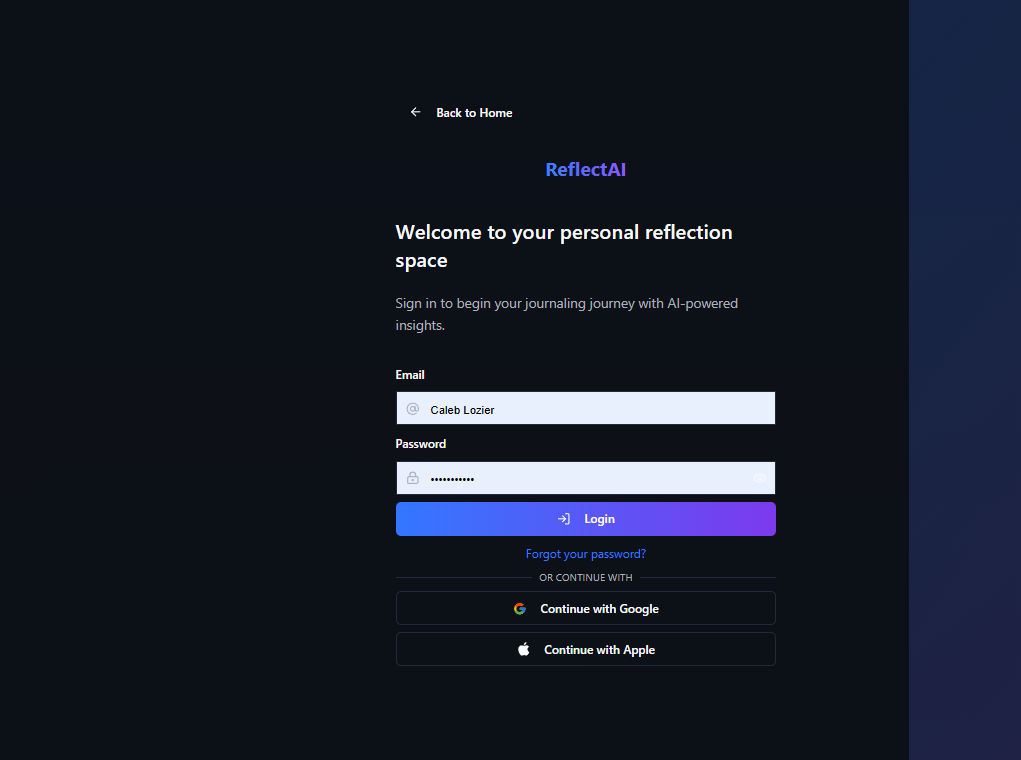 Back to Home
ReflectAI
Welcome to your personal reflection
space
Sign in to begin your journaling journey with AI-powered
insights.
Email
Caleb Lozier
Password
•••••••••••
Login
Forgot your password?
OR CONTINUE WITH
Continue with Google
Continue with Apple